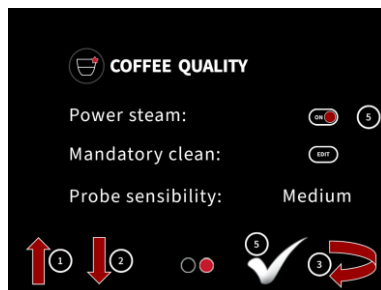 COFFEE QUALITY
Power steam: ON 5
Mandatory clean: EDIT
Probe sensibility: Medium
1 2 5 3